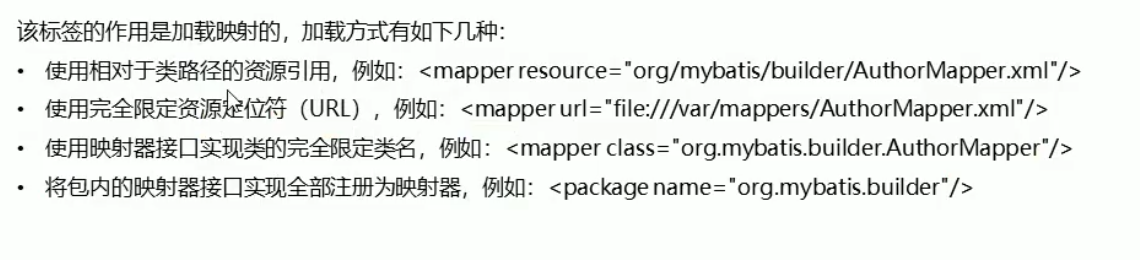 该标签的作用是加载映射的，加载方式有如下几种：
• 使用相对于类路径的资源引用，例如：<mapper resource="org/mybatis/builder/AuthorMapper.xml"/>
• 使用完全限定资源定位符（URL），例如：<mapper url="file:///var/mappers/AuthorMapper.xml"/>
• 使用映射器接口实现类的完全限定类名，例如：<mapper class="org.mybatis.builder.AuthorMapper"/>
• 将包内的映射器接口实现全部注册为映射器，例如：<package name="org.mybatis.builder"/>